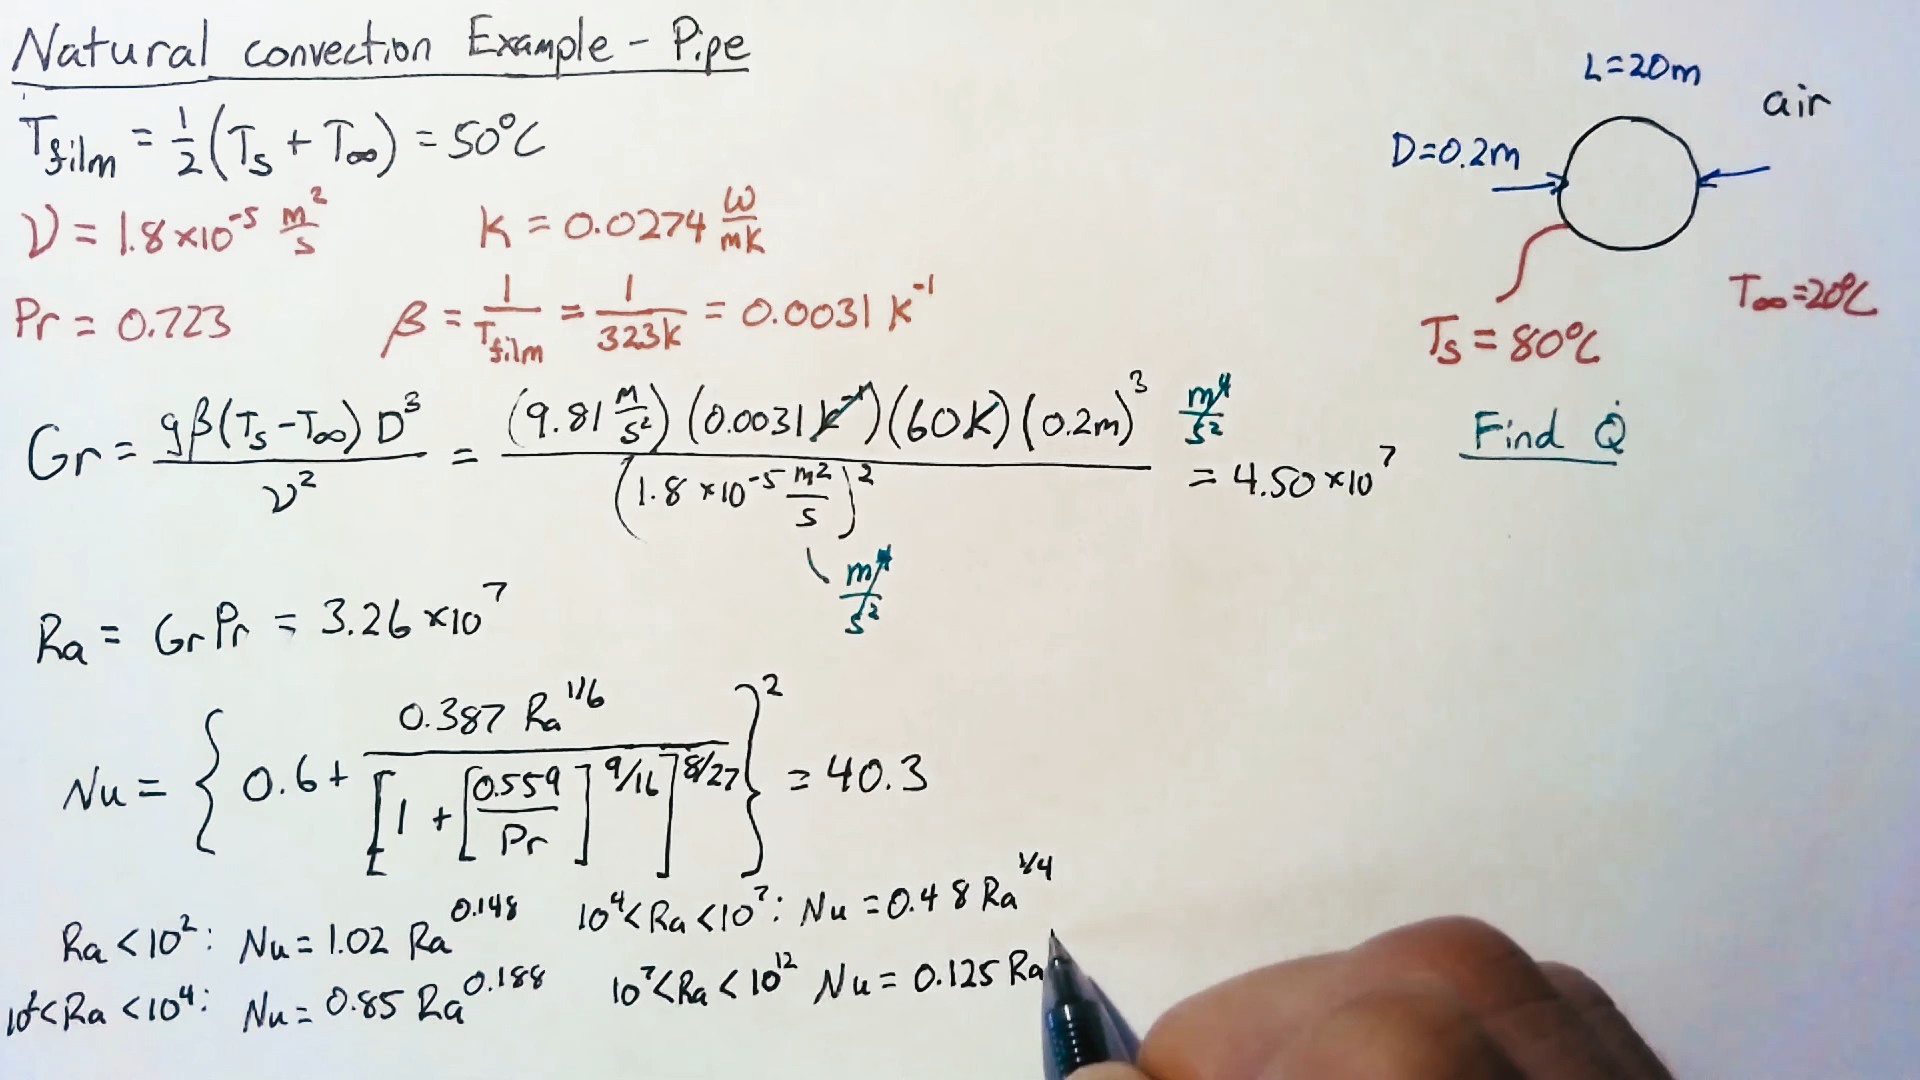 Natural convection Example - Pipe
L=20m
air
D=0.2m
T∞=20°C
Ts = 80°C
Find Q̇
Tfilm = 1/2 (Ts + T∞) = 50°C
ν = 1.8×10⁻⁵ m²/s
k = 0.0274 W/mK
Pr = 0.723
β = 1/Tfilm = 1/323K = 0.0031 K⁻¹
Gr = gβ(Ts-T∞) D³ / ν² = (9.81 m/s²) (0.0031 K⁻¹) (60K) (0.2m)³ / (1.8×10⁻⁵ m²/s)² = 4.50×10⁷
m⁴/s²
m⁴/s²
Ra = GrPr = 3.26×10⁷
Nu = { 0.6 + 0.387 Ra^1/6 / [1 + [0.559/Pr]^9/16]^8/27 }² = 40.3
Ra < 10²: Nu = 1.02 Ra^0.148
10²<Ra <10⁴: Nu = 0.85 Ra^0.188
10⁴<Ra <10⁷: Nu = 0.48 Ra^1/4
10⁷<Ra < 10¹² Nu = 0.125 Ra